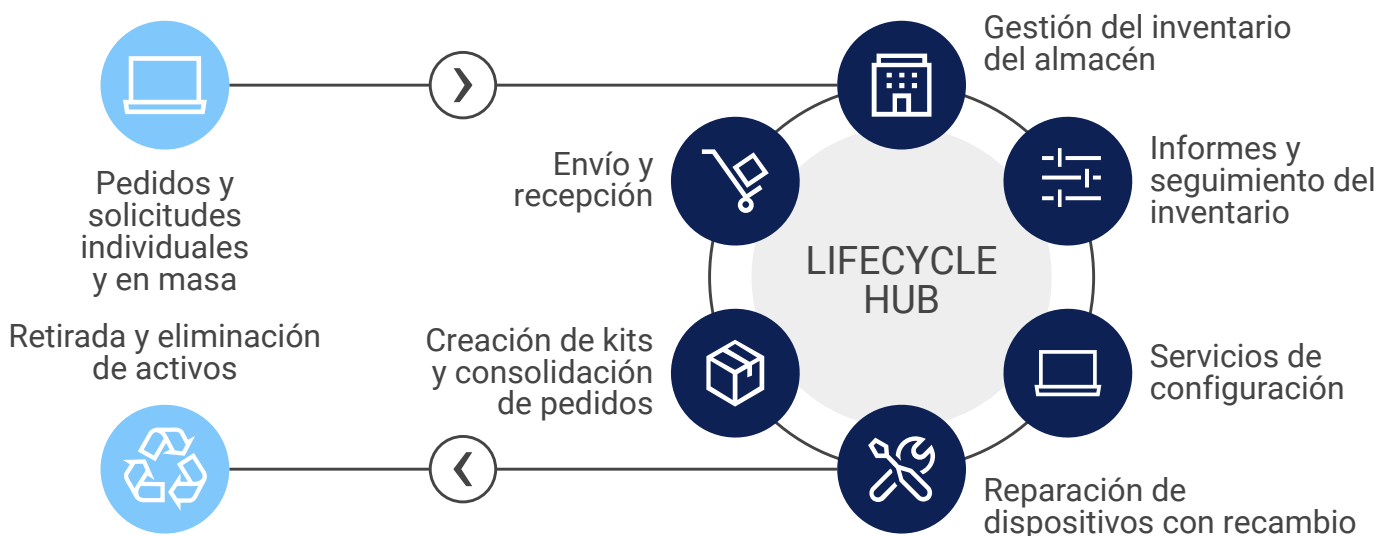 Gestión del inventario
del almacén
Envío y
recepción
Informes y
seguimiento del
inventario
Pedidos y
solicitudes
individuales
y en masa
LIFECYCLE
HUB
Retirada y eliminación
de activos
Creación de kits
y consolidación
de pedidos
Servicios de
configuración
Reparación de
dispositivos con recambio